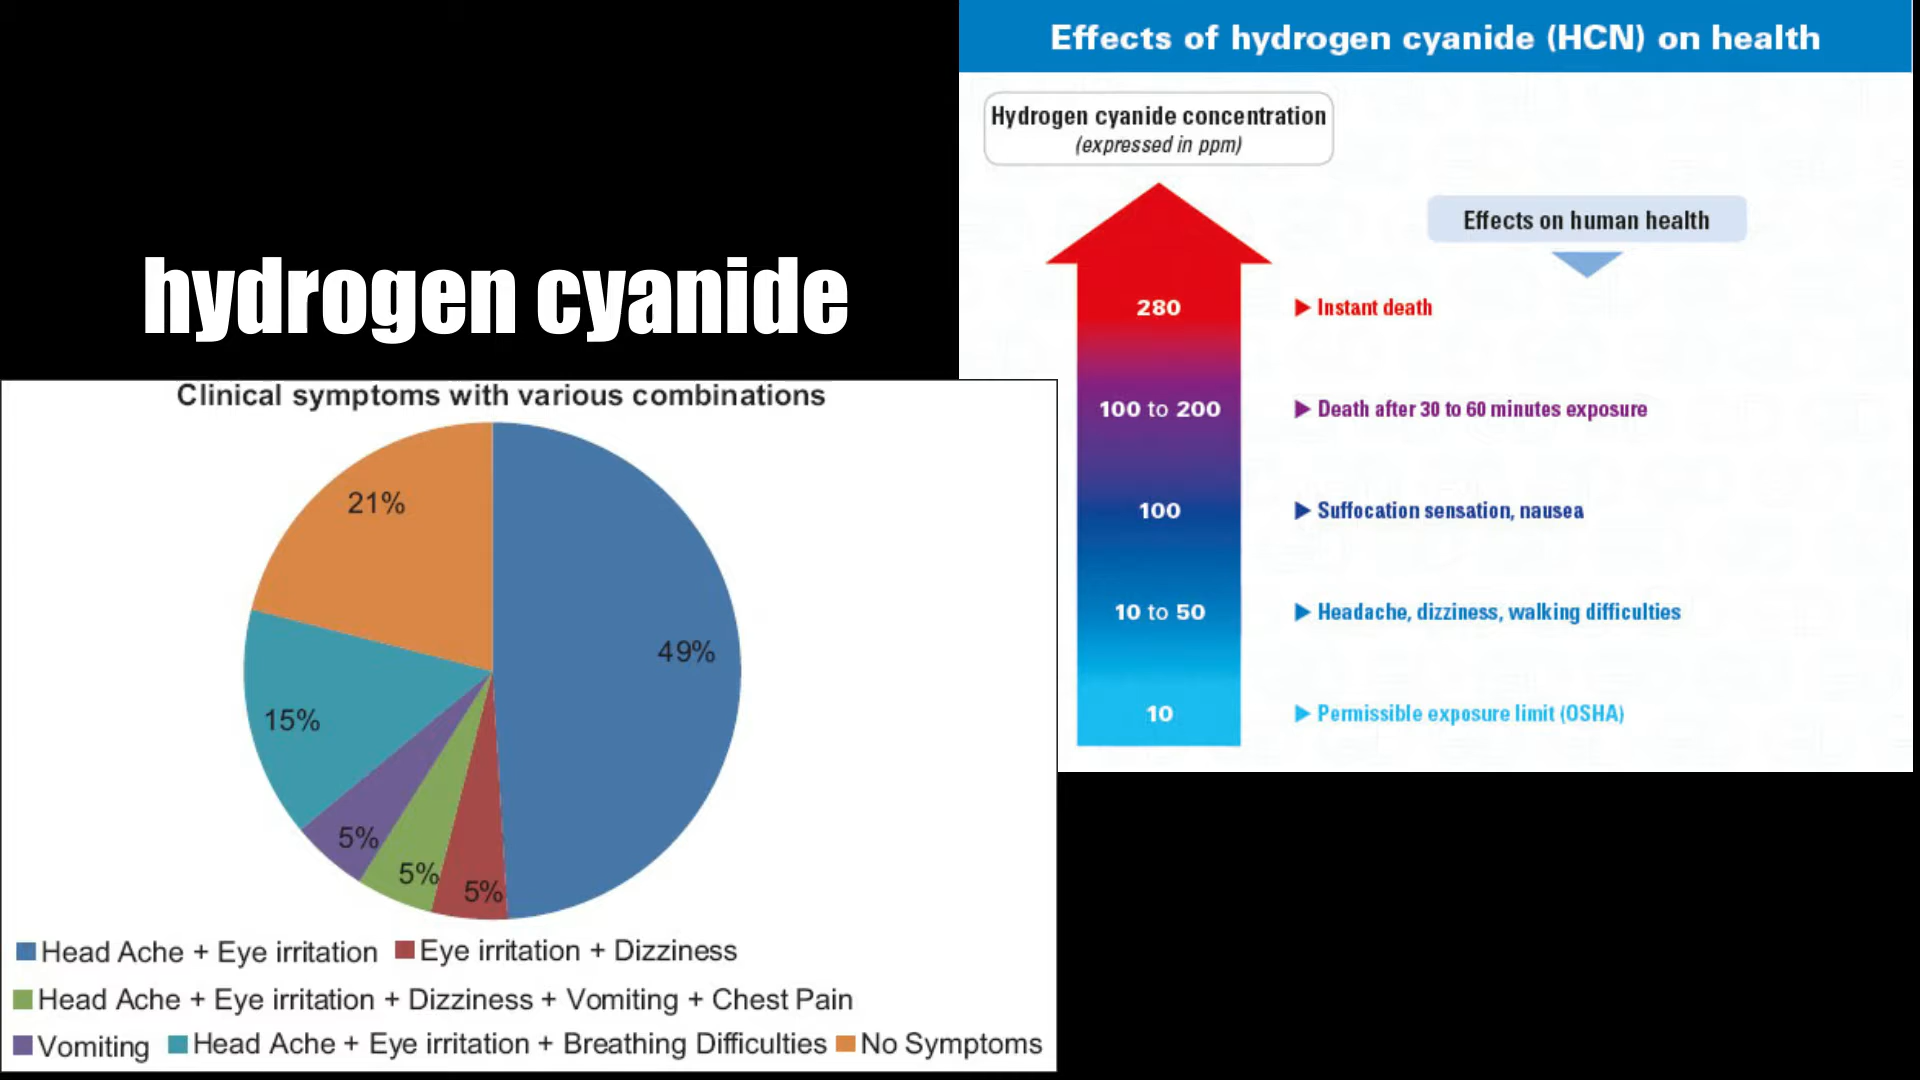 hydrogen cyanide
Effects of hydrogen cyanide (HCN) on health
Hydrogen cyanide concentration
(expressed in ppm)
Effects on human health
280 Instant death
100 to 200 Death after 30 to 60 minutes exposure
100 Suffocation sensation, nausea
10 to 50 Headache, dizziness, walking difficulties
10 Permissible exposure limit (OSHA)
Clinical symptoms with various combinations
21%
49%
15%
5%
5%
5%
Head Ache + Eye irritation Eye irritation + Dizziness
Head Ache + Eye irritation + Dizziness + Vomiting + Chest Pain
Vomiting Head Ache + Eye irritation + Breathing Difficulties No Symptoms